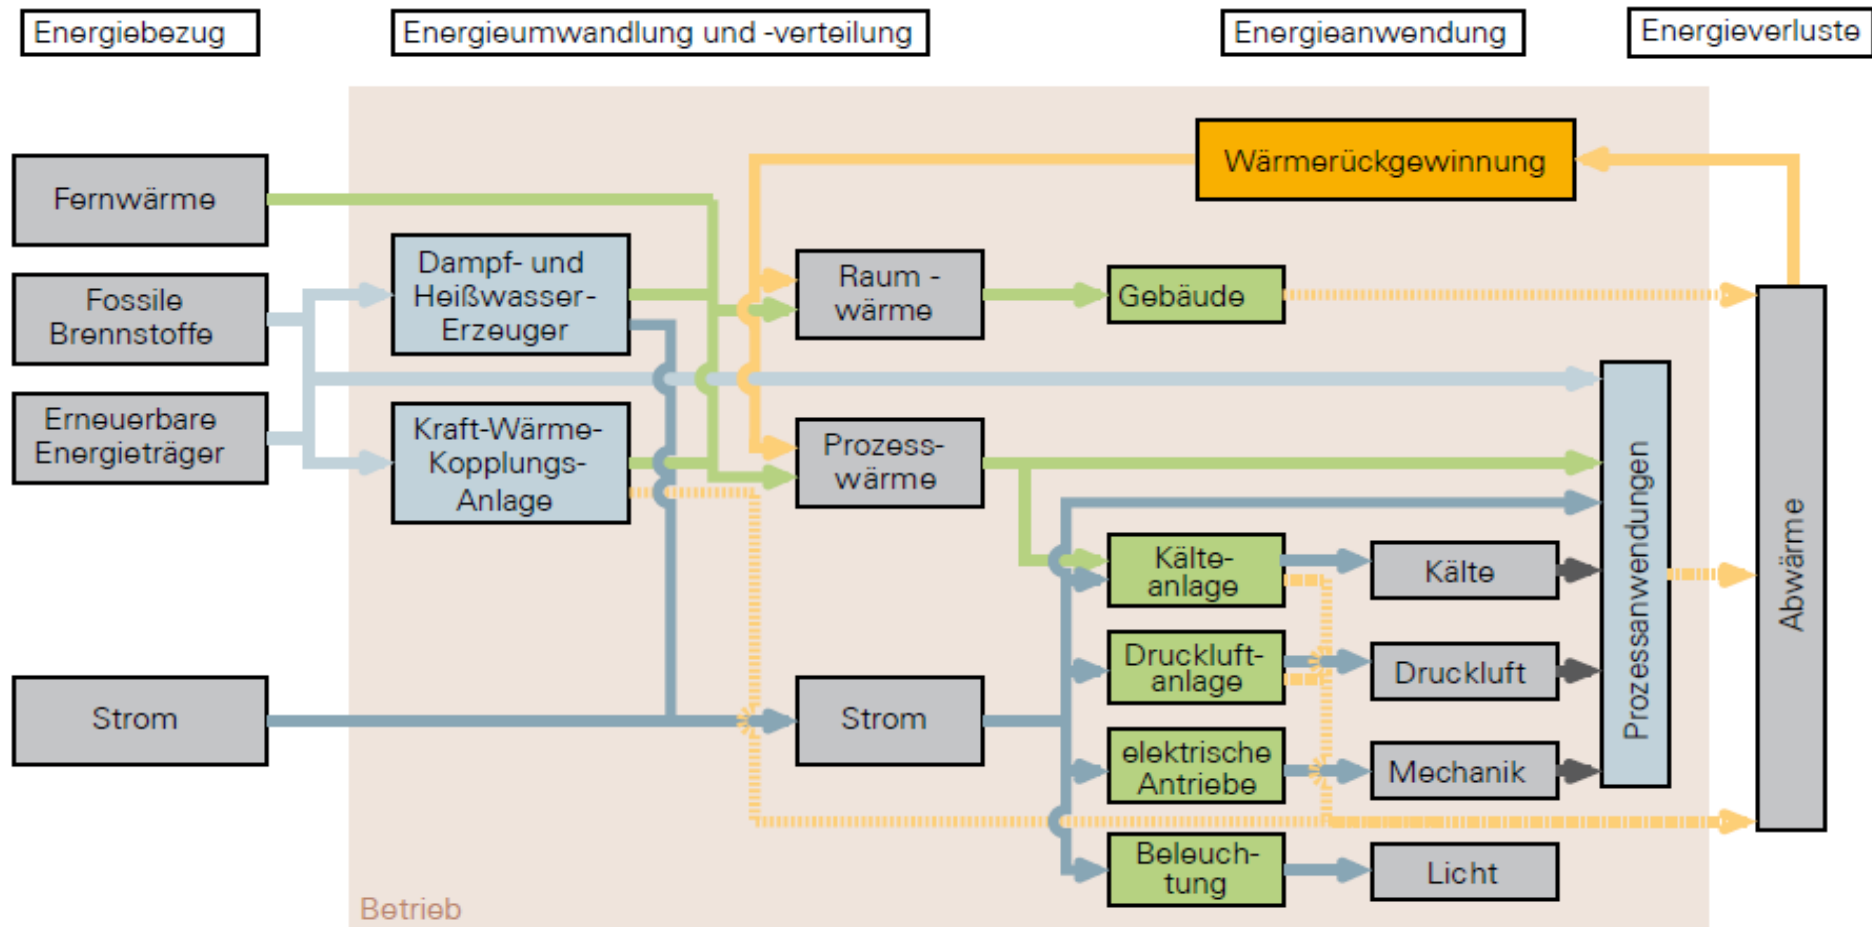 Energiebezug
Energieumwandlung und -verteilung
Energieanwendung
Energieverluste
Wärmerückgewinnung
Fernwärme
Dampf- und
Heißwasser-
Erzeuger
Raum -
wärme
Gebäude
Fossile
Brennstoffe
Erneuerbare
Energieträger
Kraft-Wärme-
Kopplungs-
Anlage
Prozess-
wärme
Prozessanwendungen
Abwärme
Kälte-
anlage
Kälte
Druckluft-
anlage
Druckluft
Strom
Strom
elektrische
Antriebe
Mechanik
Beleuch-
tung
Licht
Betrieb